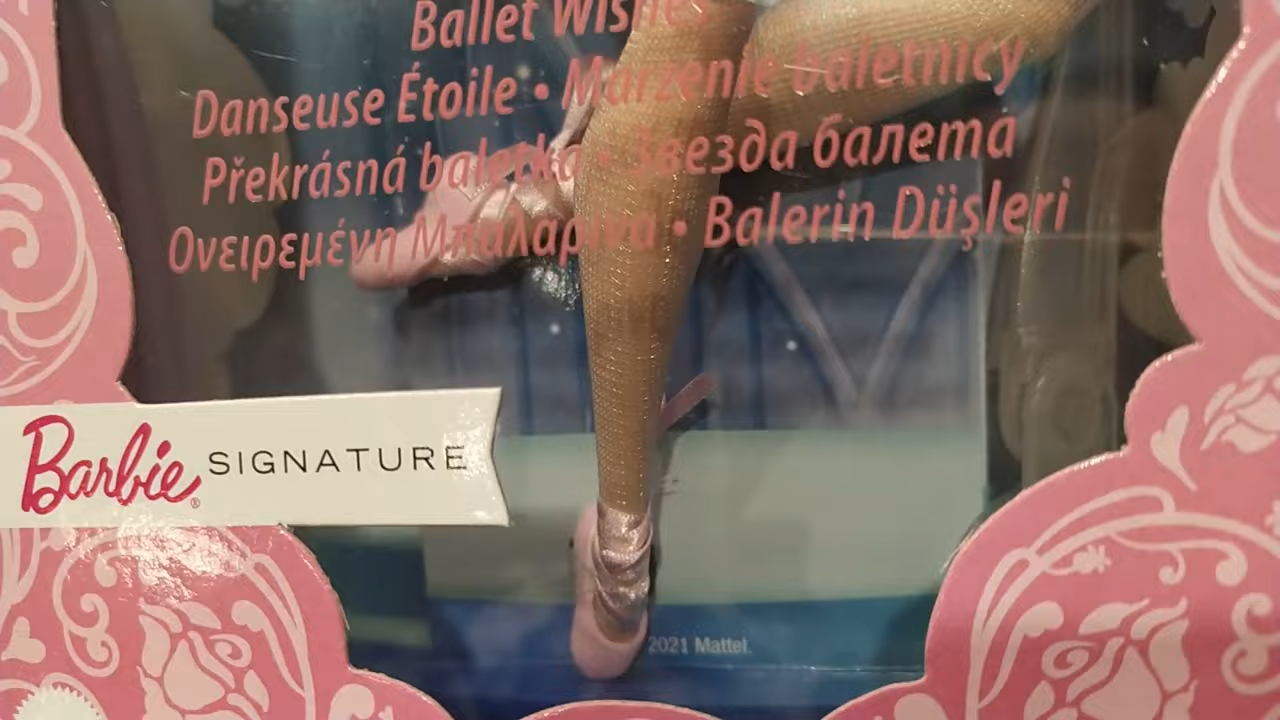 Ballet Wishes
Danseuse Étoile • Marzenie baletnicy
Překrásná baletka • Звезда балета
Ονειρεμένη Μπαλαρίνα • Balerin Düşleri
Barbie® SIGNATURE
2021 Mattel.